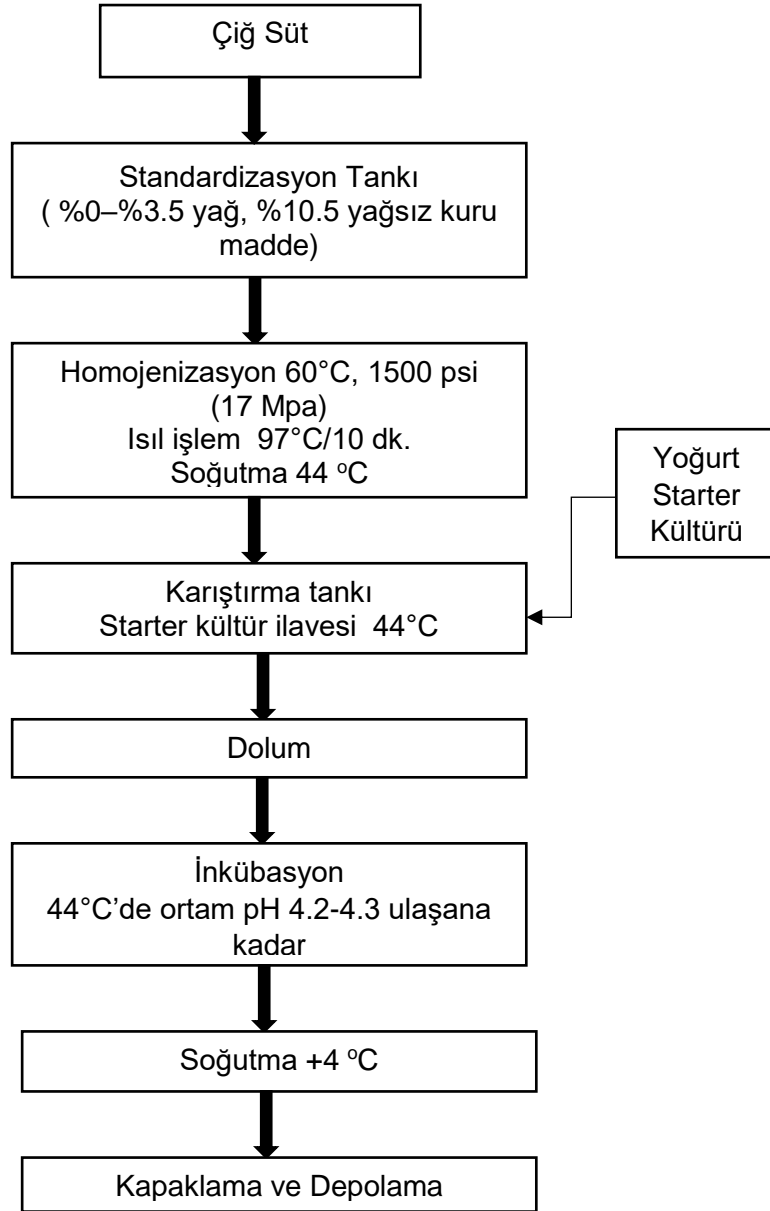 Çiğ Süt
Standardizasyon Tankı
( %0–%3.5 yağ, %10.5 yağsız kuru
madde)
Homojenizasyon 60°C, 1500 psi
(17 Mpa)
Isıl işlem 97°C/10 dk.
Soğutma 44 ºC
Yoğurt
Starter
Kültürü
Karıştırma tankı
Starter kültür ilavesi 44°C
Dolum
İnkübasyon
44°C’de ortam pH 4.2-4.3 ulaşana
kadar
Soğutma +4 ºC
Kapaklama ve Depolama